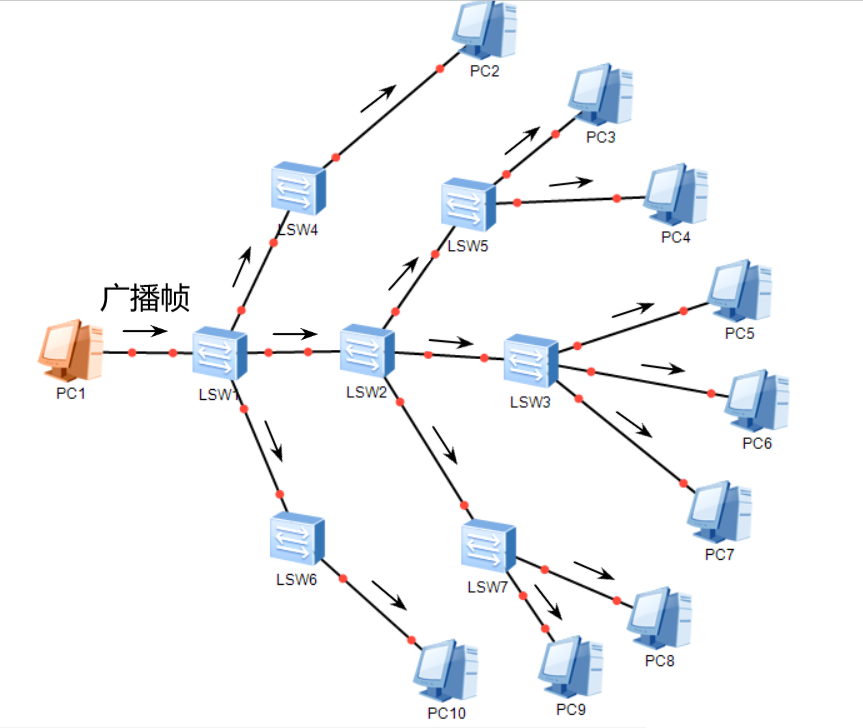 PC2
PC3
LSW4
LSW5
PC4
广播帧
PC5
PC1
LSW1
LSW2
LSW3
PC6
PC7
LSW6
LSW7
PC8
PC10
PC9